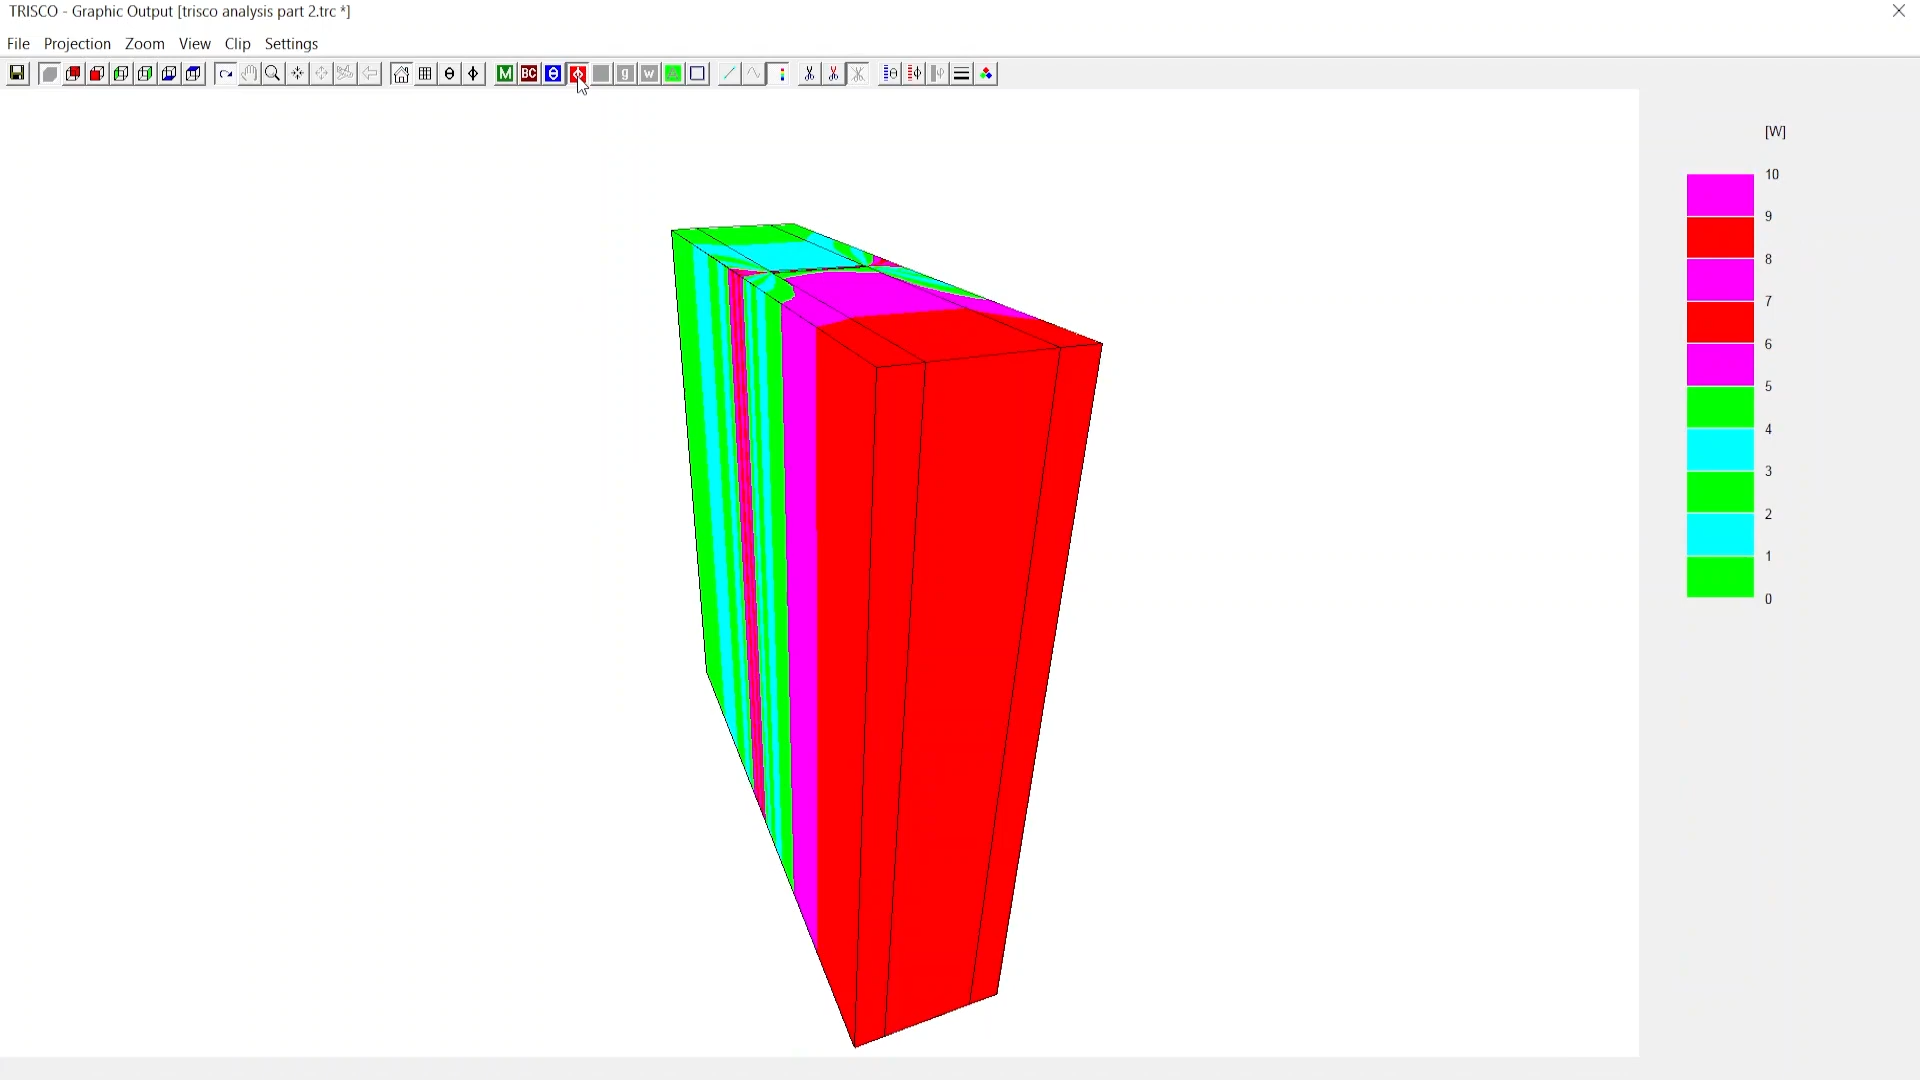 TRISCO - Graphic Output [trisco analysis part 2.trc *]
File Projection Zoom View Clip Settings
M BC θ ϕ g w
[W]
10
9
8
7
6
5
4
3
2
1
0